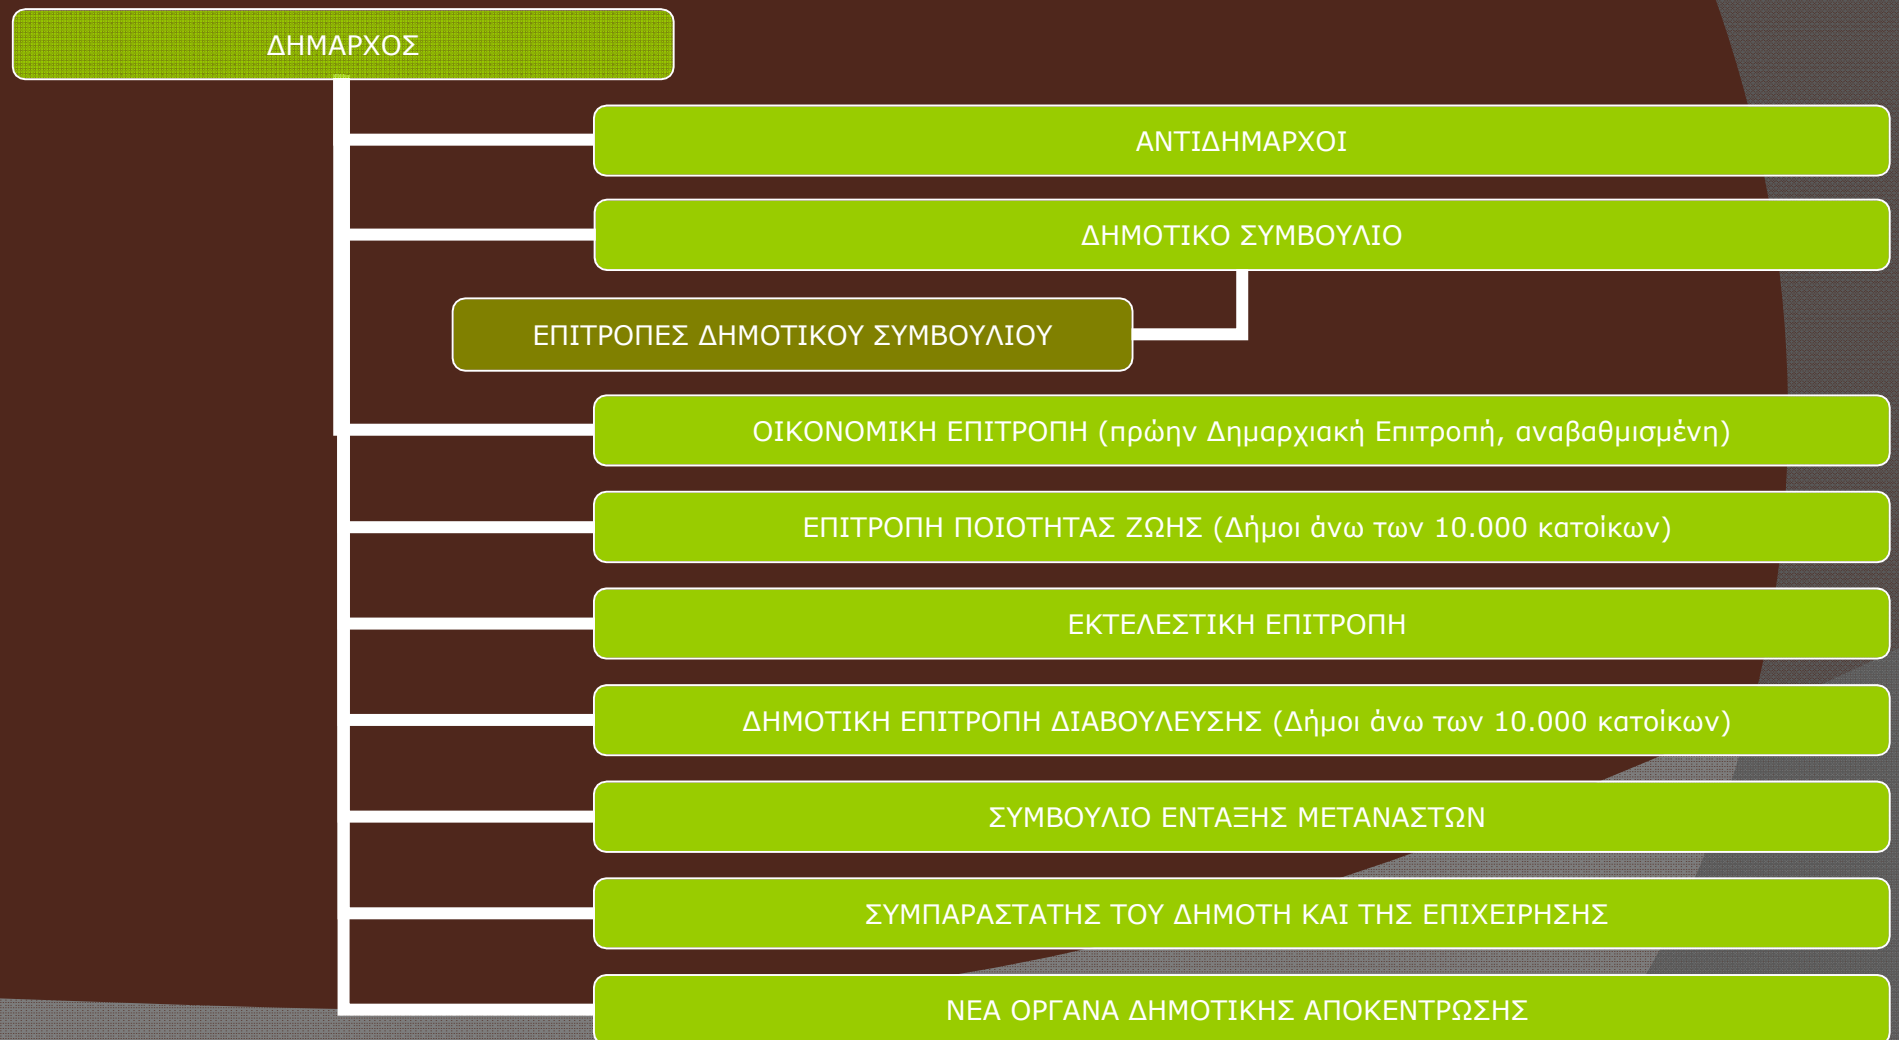 ΔΗΜΑΡΧΟΣ
ΑΝΤΙΔΗΜΑΡΧΟΙ
ΔΗΜΟΤΙΚΟ ΣΥΜΒΟΥΛΙΟ
ΕΠΙΤΡΟΠΕΣ ΔΗΜΟΤΙΚΟΥ ΣΥΜΒΟΥΛΙΟΥ
ΟΙΚΟΝΟΜΙΚΗ ΕΠΙΤΡΟΠΗ (πρώην Δημαρχιακή Επιτροπή, αναβαθμισμένη)
ΕΠΙΤΡΟΠΗ ΠΟΙΟΤΗΤΑΣ ΖΩΗΣ (Δήμοι άνω των 10.000 κατοίκων)
ΕΚΤΕΛΕΣΤΙΚΗ ΕΠΙΤΡΟΠΗ
ΔΗΜΟΤΙΚΗ ΕΠΙΤΡΟΠΗ ΔΙΑΒΟΥΛΕΥΣΗΣ (Δήμοι άνω των 10.000 κατοίκων)
ΣΥΜΒΟΥΛΙΟ ΕΝΤΑΞΗΣ ΜΕΤΑΝΑΣΤΩΝ
ΣΥΜΠΑΡΑΣΤΑΤΗΣ ΤΟΥ ΔΗΜΟΤΗ ΚΑΙ ΤΗΣ ΕΠΙΧΕΙΡΗΣΗΣ
ΝΕΑ ΟΡΓΑΝΑ ΔΗΜΟΤΙΚΗΣ ΑΠΟΚΕΝΤΡΩΣΗΣ